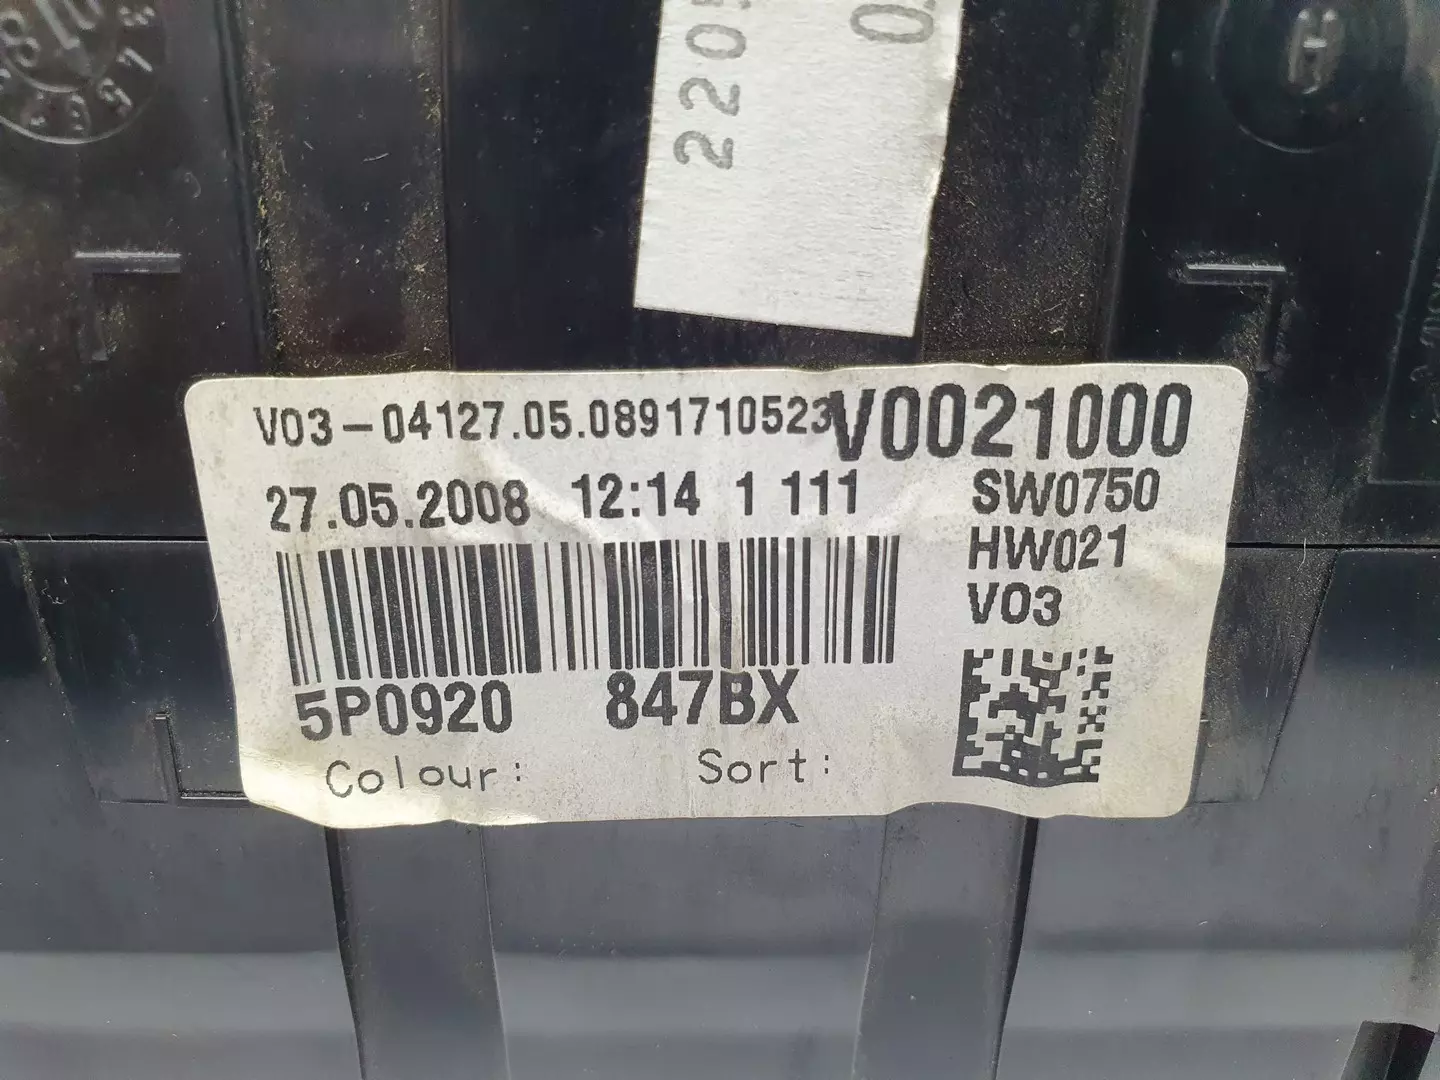 220
V03-04127.05.0891710523
V0021000
27.05.2008 12:14 1 111
SW0750
HW021
V03
5P0920 847BX
Colour: Sort: